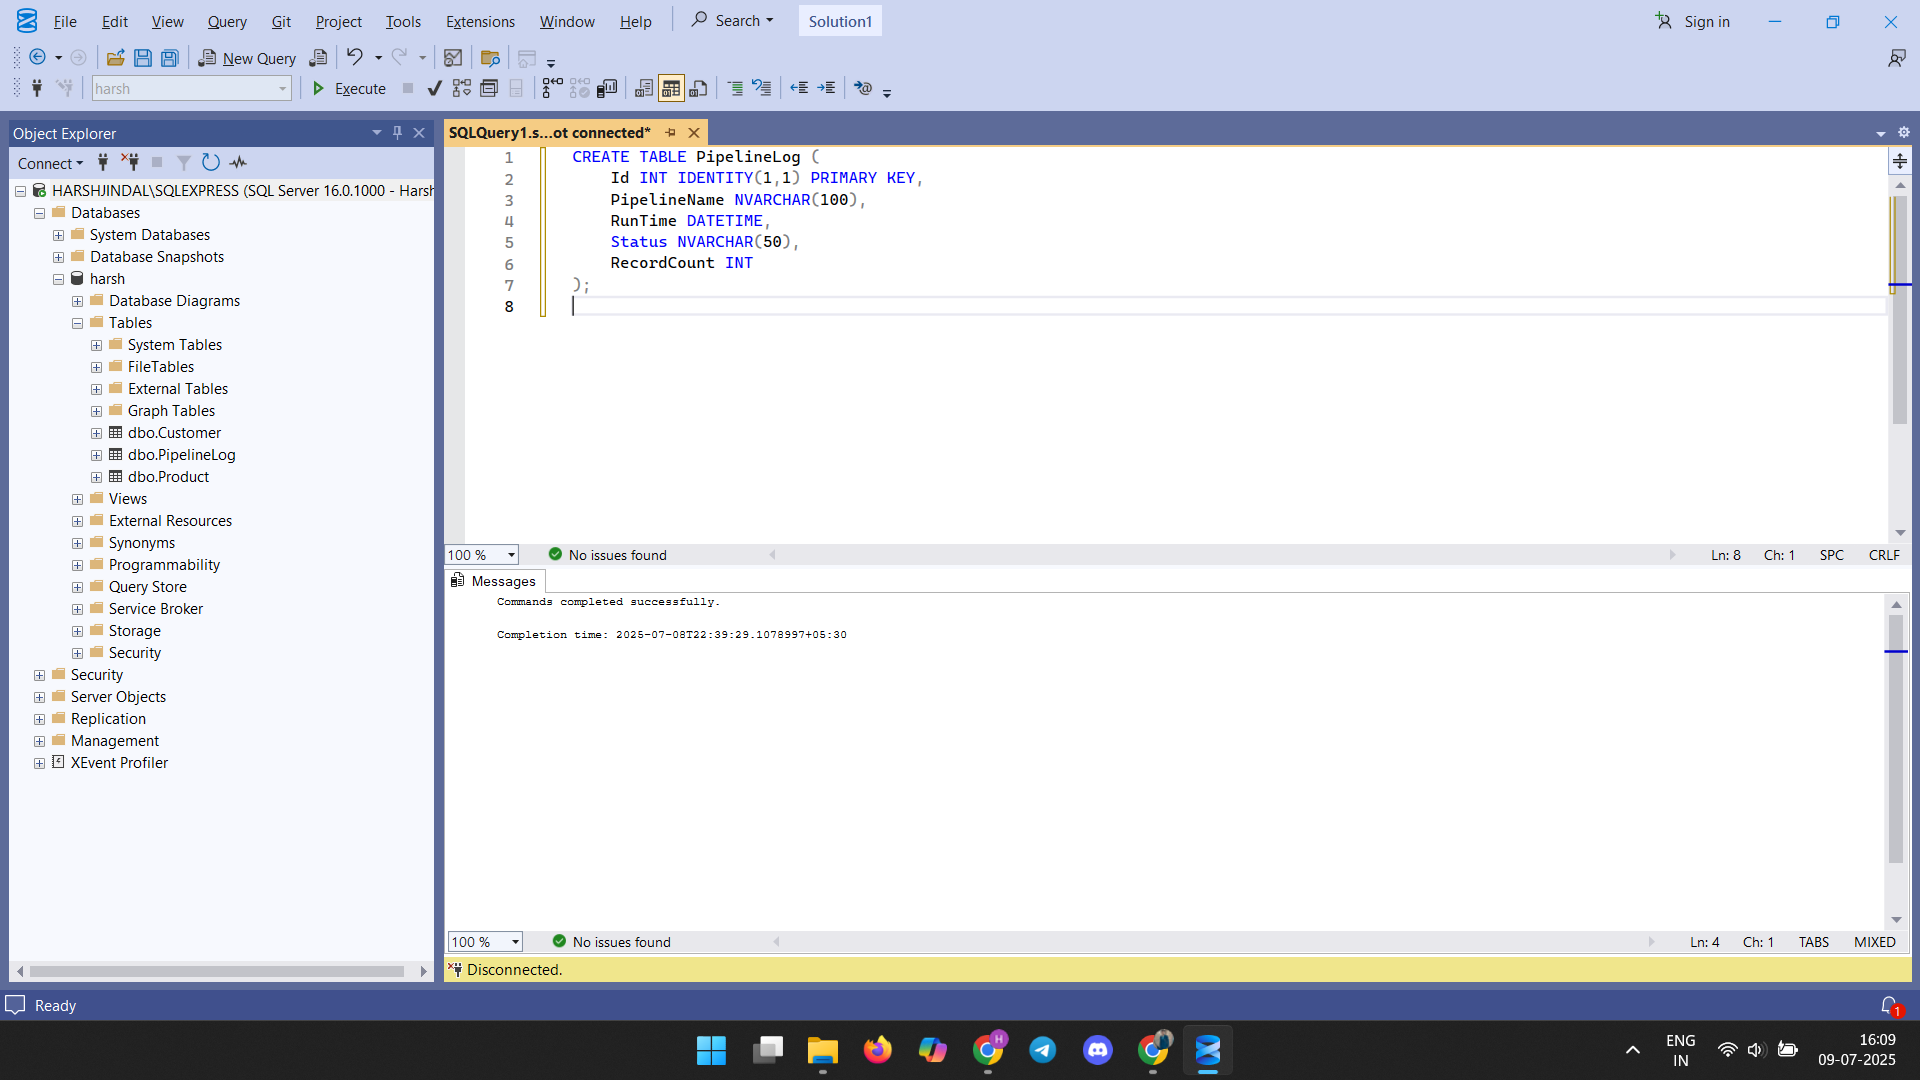 File Edit View Query Git Project Tools Extensions Window Help Search Solution1 Sign in
New Query
harsh Execute
Object Explorer
Connect
HARSHJINDAL\SQLEXPRESS (SQL Server 16.0.1000 - Harsh
Databases
System Databases
Database Snapshots
harsh
Database Diagrams
Tables
System Tables
FileTables
External Tables
Graph Tables
dbo.Customer
dbo.PipelineLog
dbo.Product
Views
External Resources
Synonyms
Programmability
Query Store
Service Broker
Storage
Security
Security
Server Objects
Replication
Management
XEvent Profiler
SQLQuery1.s...ot connected*
1 CREATE TABLE PipelineLog (
2 Id INT IDENTITY(1,1) PRIMARY KEY,
3 PipelineName NVARCHAR(100),
4 RunTime DATETIME,
5 Status NVARCHAR(50),
6 RecordCount INT
7 );
8
100 % No issues found Ln: 8 Ch: 1 SPC CRLF
Messages
Commands completed successfully.
Completion time: 2025-07-08T22:39:29.1078997+05:30
100 % No issues found Ln: 4 Ch: 1 TABS MIXED
Disconnected.
Ready 1
H
ENG
IN
16:09
09-07-2025